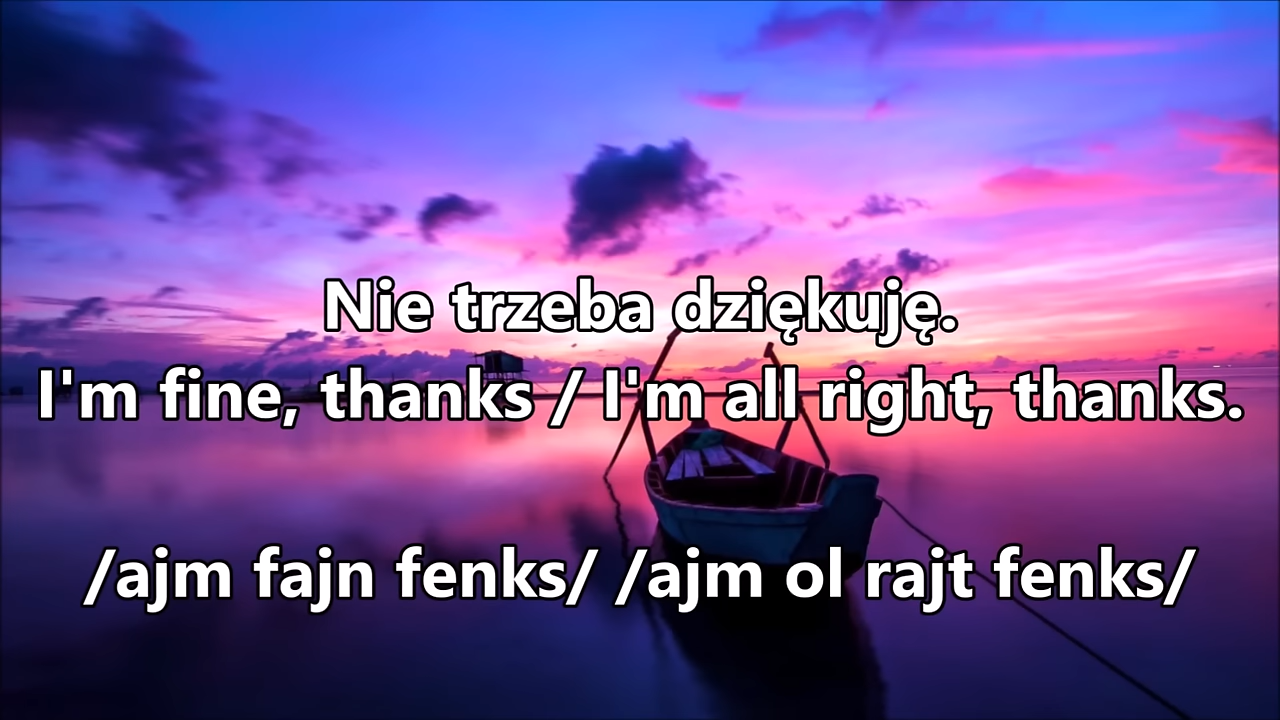 Nie trzeba dziękuję.
I'm fine, thanks / I'm all right, thanks.
/ajm fajn fenks/ /ajm ol rajt fenks/